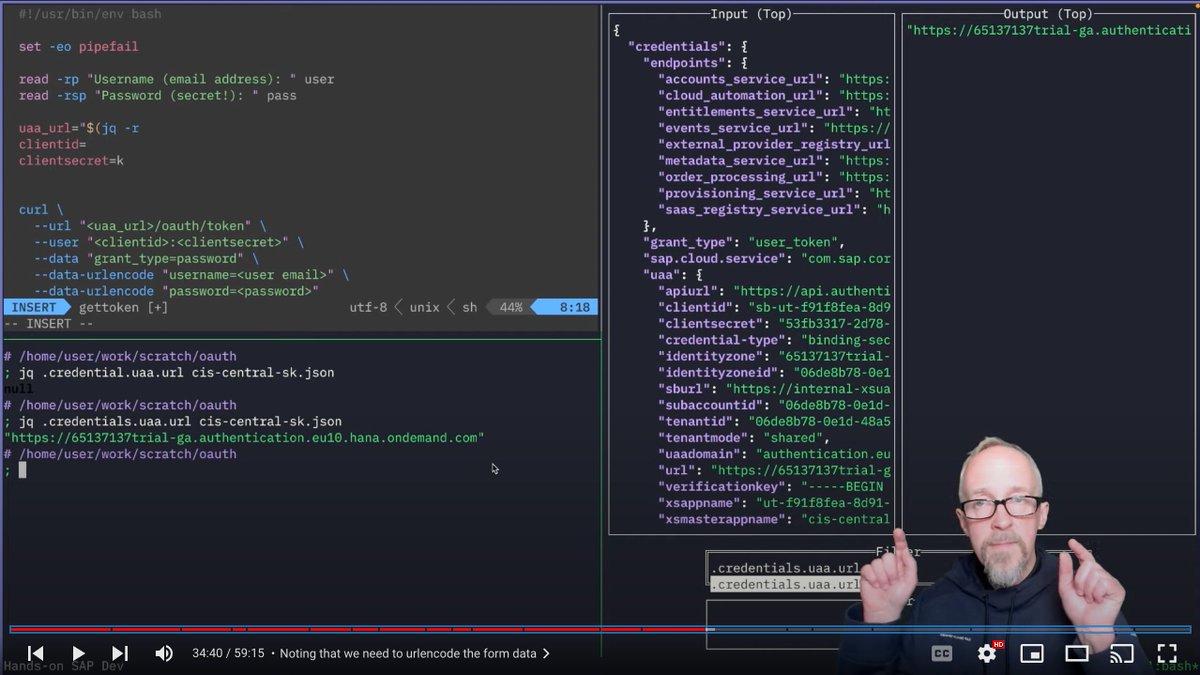 #!/usr/bin/env bash
set -eo pipefail
read -rp "Username (email address): " user
read -rsp "Password (secret!): " pass
uaa_url="$(jq -r
clientid=
clientsecret=k
curl \
--url "<uaa_url>/oauth/token" \
--user "<clientid>:<clientsecret>" \
--data "grant_type=password" \
--data-urlencode "username=<user email>" \
--data-urlencode "password=<password>"
INSERT gettoken [+] utf-8 unix sh 44% 8:18
-- INSERT --
# /home/user/work/scratch/oauth
; jq .credential.uaa.url cis-central-sk.json
null
# /home/user/work/scratch/oauth
; jq .credentials.uaa.url cis-central-sk.json
"https://65137137trial-ga.authentication.eu10.hana.ondemand.com"
# /home/user/work/scratch/oauth
;
Input (Top)
{
"credentials": {
"endpoints": {
"accounts_service_url": "https:
"cloud_automation_url": "https:
"entitlements_service_url": "ht
"events_service_url": "https://
"external_provider_registry_url
"metadata_service_url": "https:
"order_processing_url": "https:
"provisioning_service_url": "ht
"saas_registry_service_url": "h
},
"grant_type": "user_token",
"sap.cloud.service": "com.sap.cor
"uaa": {
"apiurl": "https://api.authenti
"clientid": "sb-ut-f91f8fea-8d9
"clientsecret": "53fb3317-2d78-
"credential-type": "binding-sec
"identityzone": "65137137trial-
"identityzoneid": "06de8b78-0e1
"sburl": "https://internal-xsua
"subaccountid": "06de8b78-0e1d-
"tenantid": "06de8b78-0e1d-48a5
"tenantmode": "shared",
"uaadomain": "authentication.eu
"url": "https://65137137trial-g
"verificationkey": "-----BEGIN
"xsappname": "ut-f91f8fea-8d91-
"xsmasterappname": "cis-central
Output (Top)
"https://65137137trial-ga.authenticati
Filter
.credentials.uaa.url
.credentials.uaa.url
34:40 / 59:15 • Noting that we need to urlencode the form data
CC
HD
Hands-on SAP Dev
:bash*